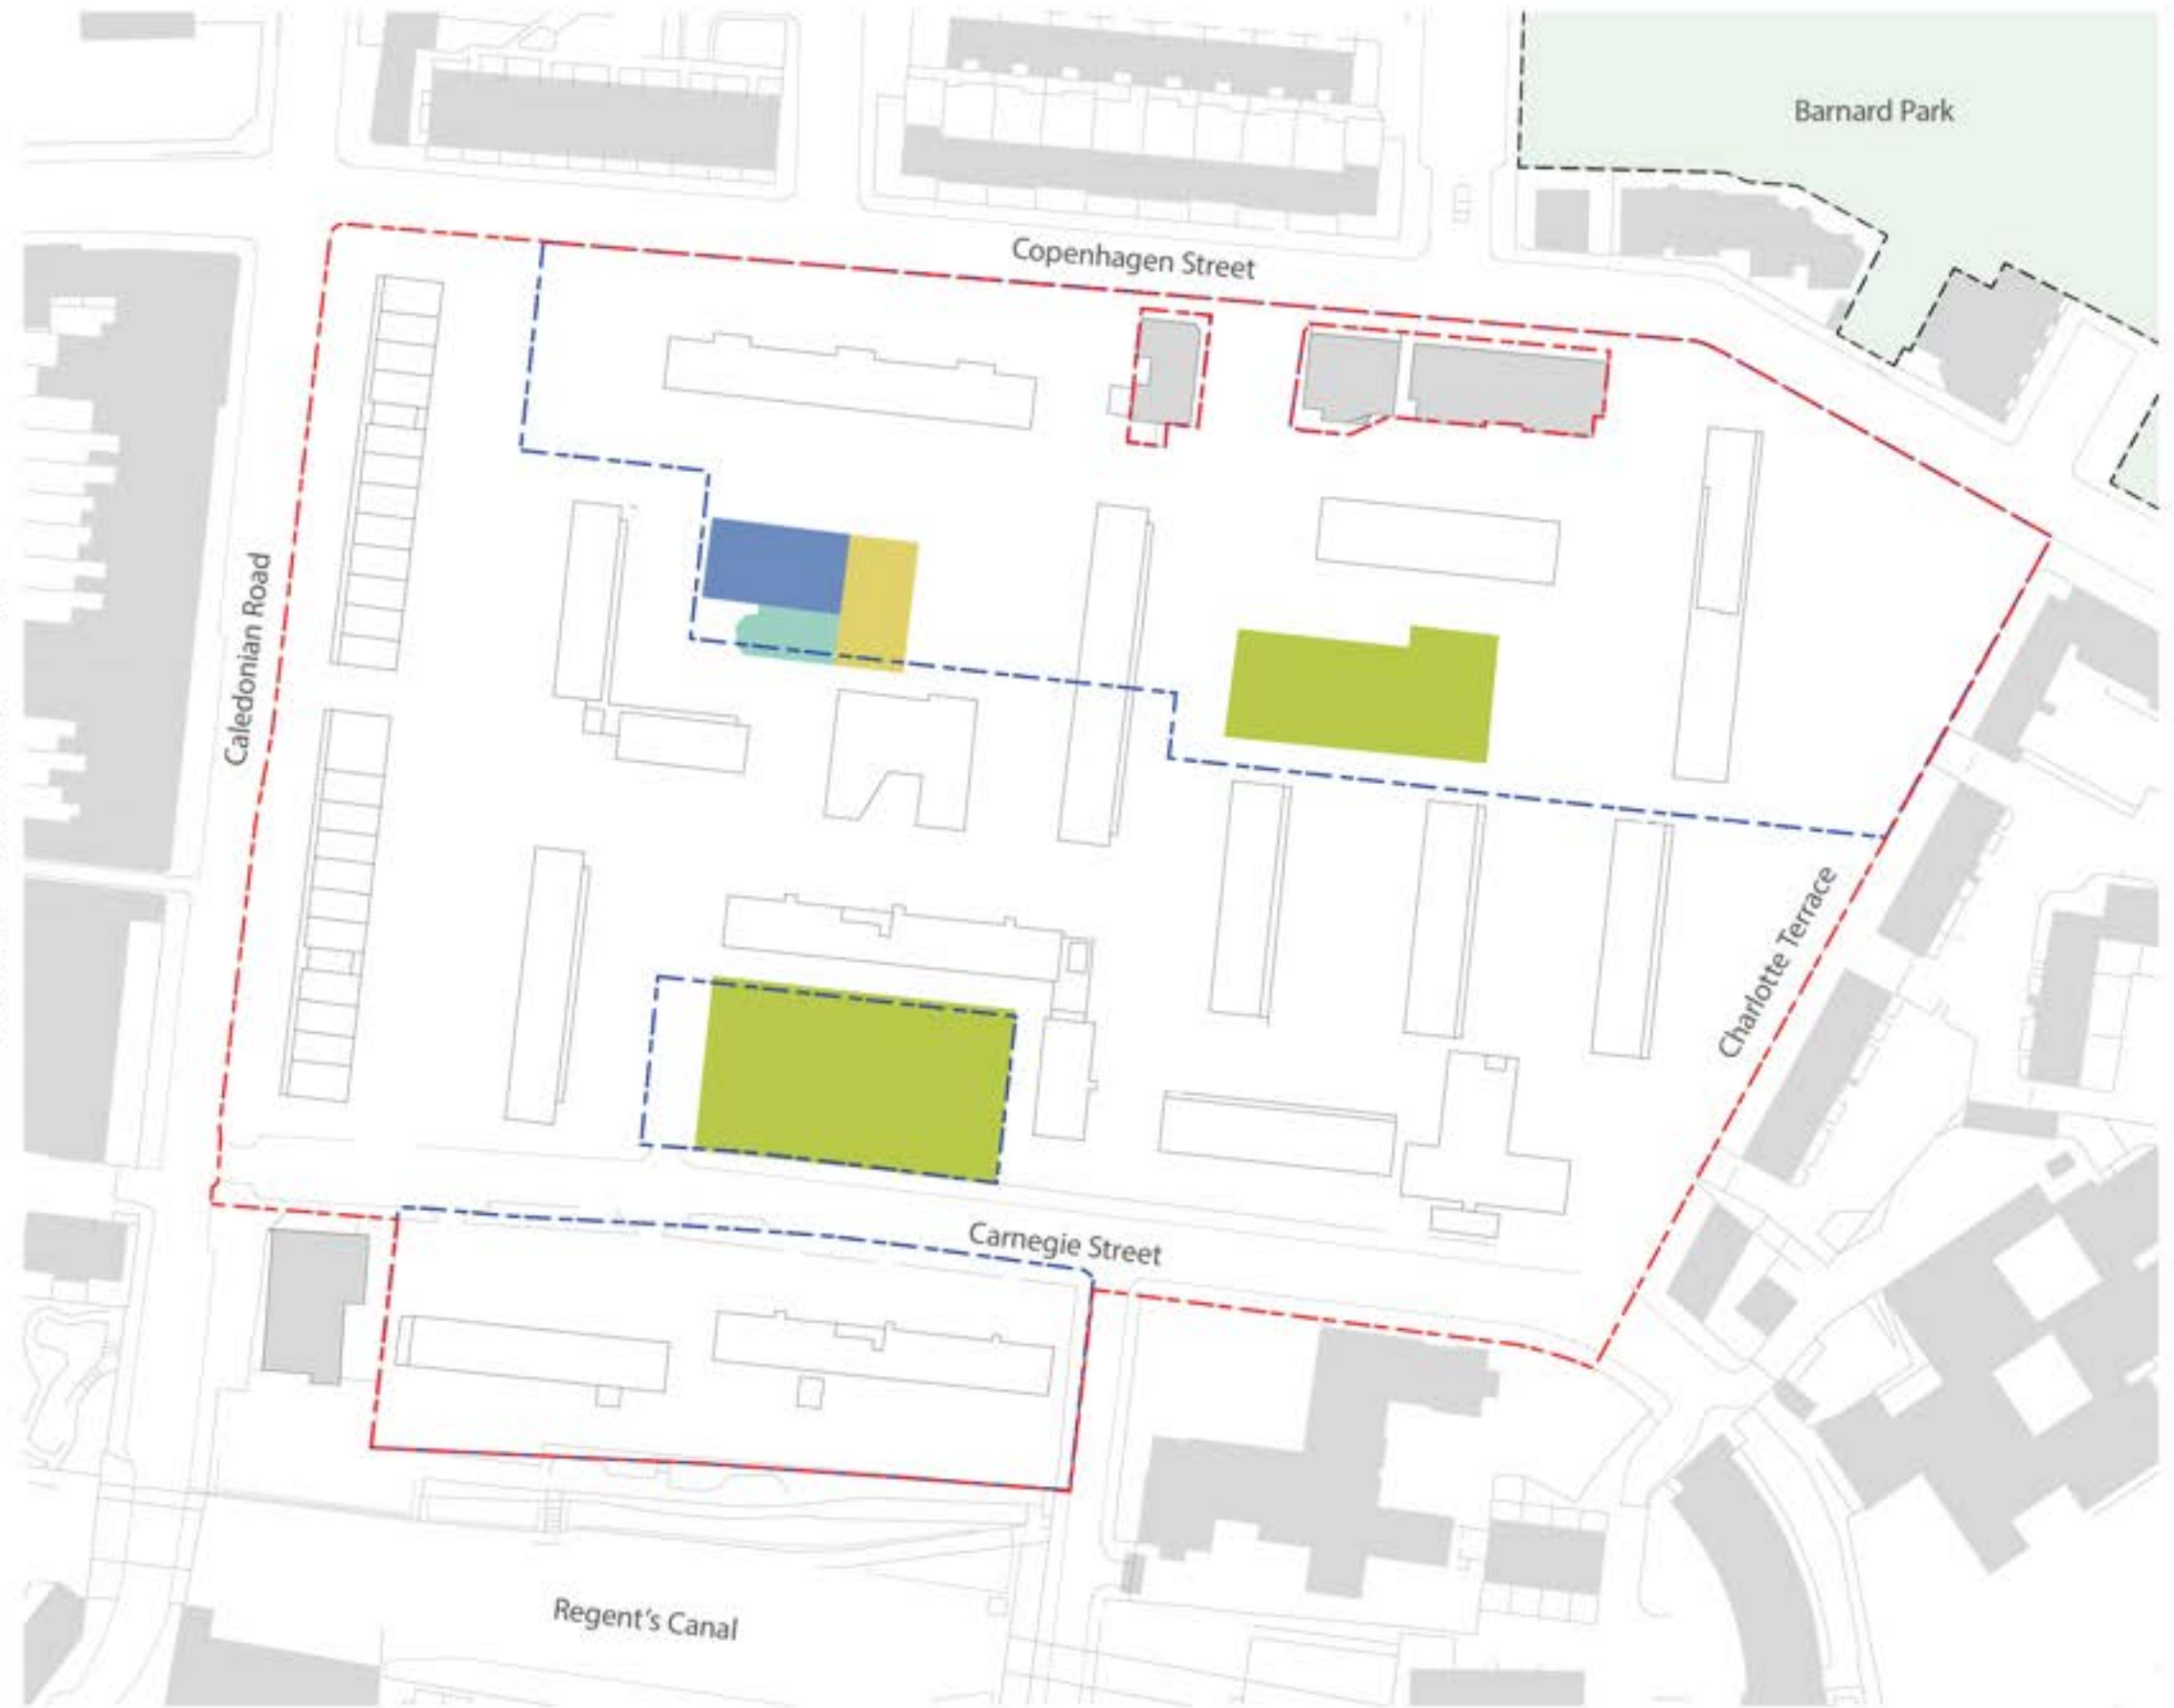 Barnard Park
Copenhagen Street
Caledonian Road
Charlotte Terrace
Carnegie Street
Regent's Canal